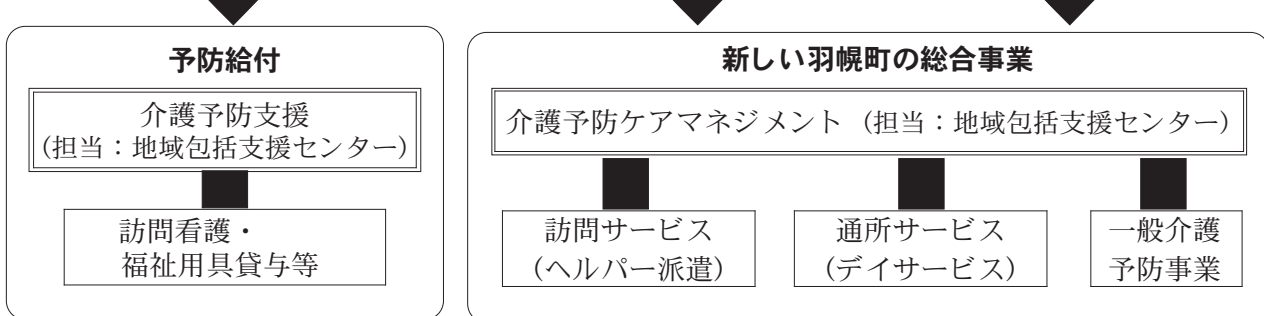 予防給付
介護予防支援
(担当：地域包括支援センター)
訪問看護・
福祉用具貸与等
新しい羽幌町の総合事業
介護予防ケアマネジメント (担当：地域包括支援センター)
訪問サービス
(ヘルパー派遣)
通所サービス
(デイサービス)
一般介護
予防事業